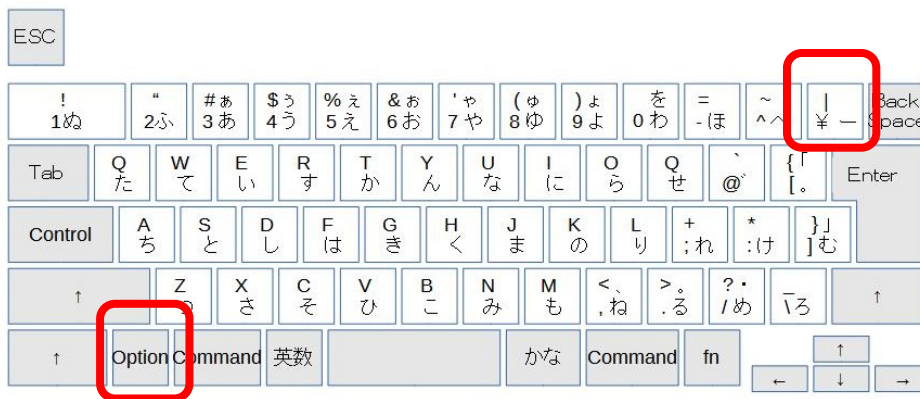 ESC
! 1ぬ " 2ふ #ぁ 3あ $ぅ 4う %ぇ 5え &ぉ 6お 'ゃ 7や (ゅ 8ゆ )ょ 9よ を 0わ = -ほ ~ ^へ | ¥ー Back Space
Tab Q た W て E い R す T か Y ん U な I に O ら Q せ ` @゛ {「 [。 Enter
Control A ち S と D し F は G き H く J ま K の L り + ;れ * :け }」 ]む
↑ Z X さ C そ V ひ B こ N み M も <、 ,ね >。 .る ?・ /め _ \ろ ↑
↑ Option Command 英数 かな Command fn ↑
← ↓ →